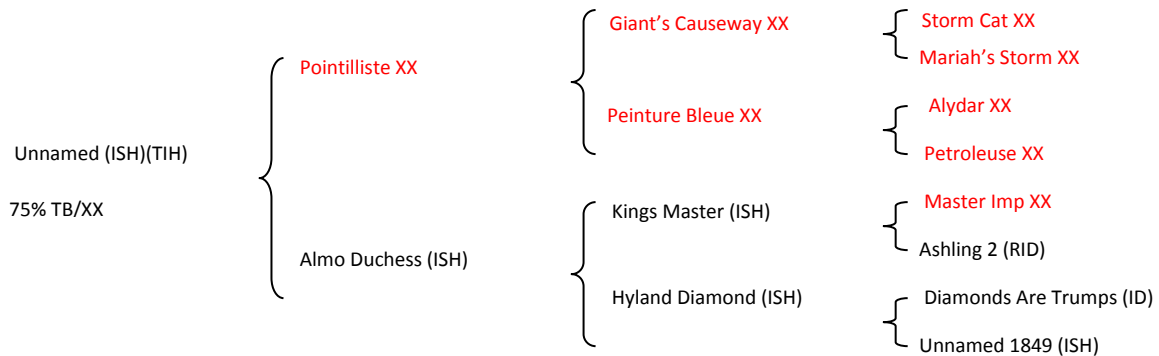 Unnamed (ISH)(TIH)
75% TB/XX
Pointilliste XX
Almo Duchess (ISH)
Giant’s Causeway XX
Peinture Bleue XX
Kings Master (ISH)
Hyland Diamond (ISH)
Storm Cat XX
Mariah’s Storm XX
Alydar XX
Petroleuse XX
Master Imp XX
Ashling 2 (RID)
Diamonds Are Trumps (ID)
Unnamed 1849 (ISH)